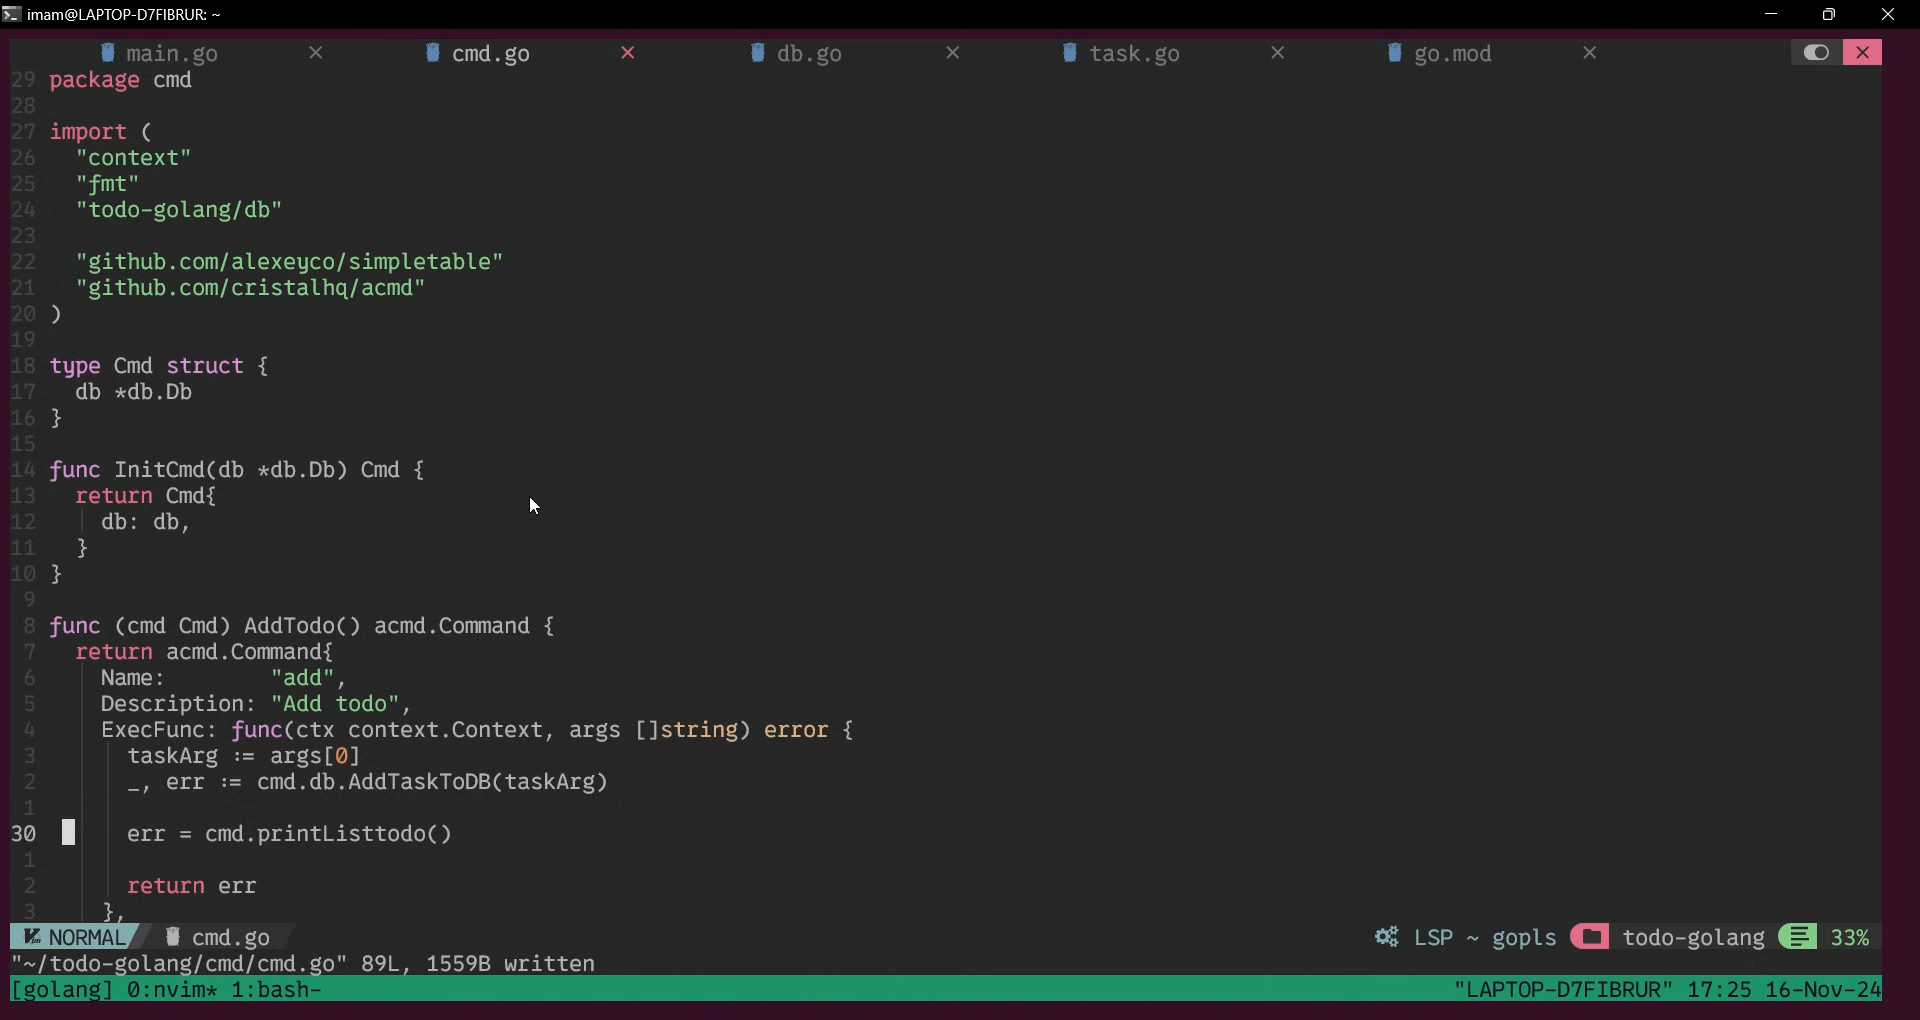 imam@LAPTOP-D7FIBRUR: ~
main.go cmd.go db.go task.go go.mod
29 package cmd
28
27 import (
26 "context"
25 "fmt"
24 "todo-golang/db"
23
22 "github.com/alexeyco/simpletable"
21 "github.com/cristalhq/acmd"
20 )
19
18 type Cmd struct {
17 db *db.Db
16 }
15
14 func InitCmd(db *db.Db) Cmd {
13 return Cmd{
12 db: db,
11 }
10 }
9
8 func (cmd Cmd) AddTodo() acmd.Command {
7 return acmd.Command{
6 Name: "add",
5 Description: "Add todo",
4 ExecFunc: func(ctx context.Context, args []string) error {
3 taskArg := args[0]
2 _, err := cmd.db.AddTaskToDB(taskArg)
1
30 err = cmd.printListtodo()
1
2 return err
3 },
NORMAL cmd.go LSP ~ gopls todo-golang 33%
"~/todo-golang/cmd/cmd.go" 89L, 1559B written
[golang] 0:nvim* 1:bash- "LAPTOP-D7FIBRUR" 17:25 16-Nov-24